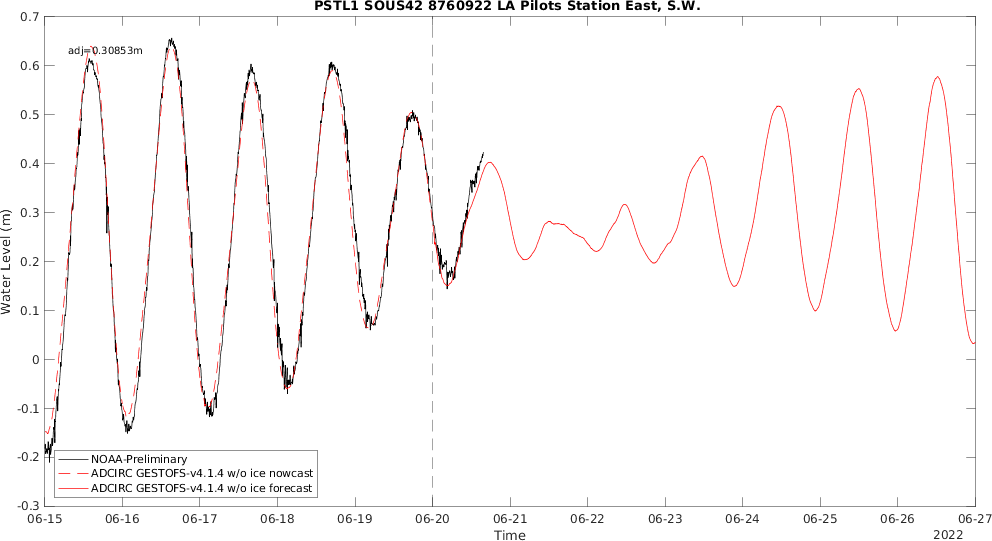 PSTL1 SOUS42 8760922 LA Pilots Station East, S.W.
0.7
0.6
0.5
0.4
0.3
0.2
0.1
0
-0.1
-0.2
-0.3
Water Level (m)
adj=0.30853m
NOAA-Preliminary
ADCIRC GESTOFS-v4.1.4 w/o ice nowcast
ADCIRC GESTOFS-v4.1.4 w/o ice forecast
06-15 06-16 06-17 06-18 06-19 06-20 06-21 06-22 06-23 06-24 06-25 06-26 06-27
Time
2022